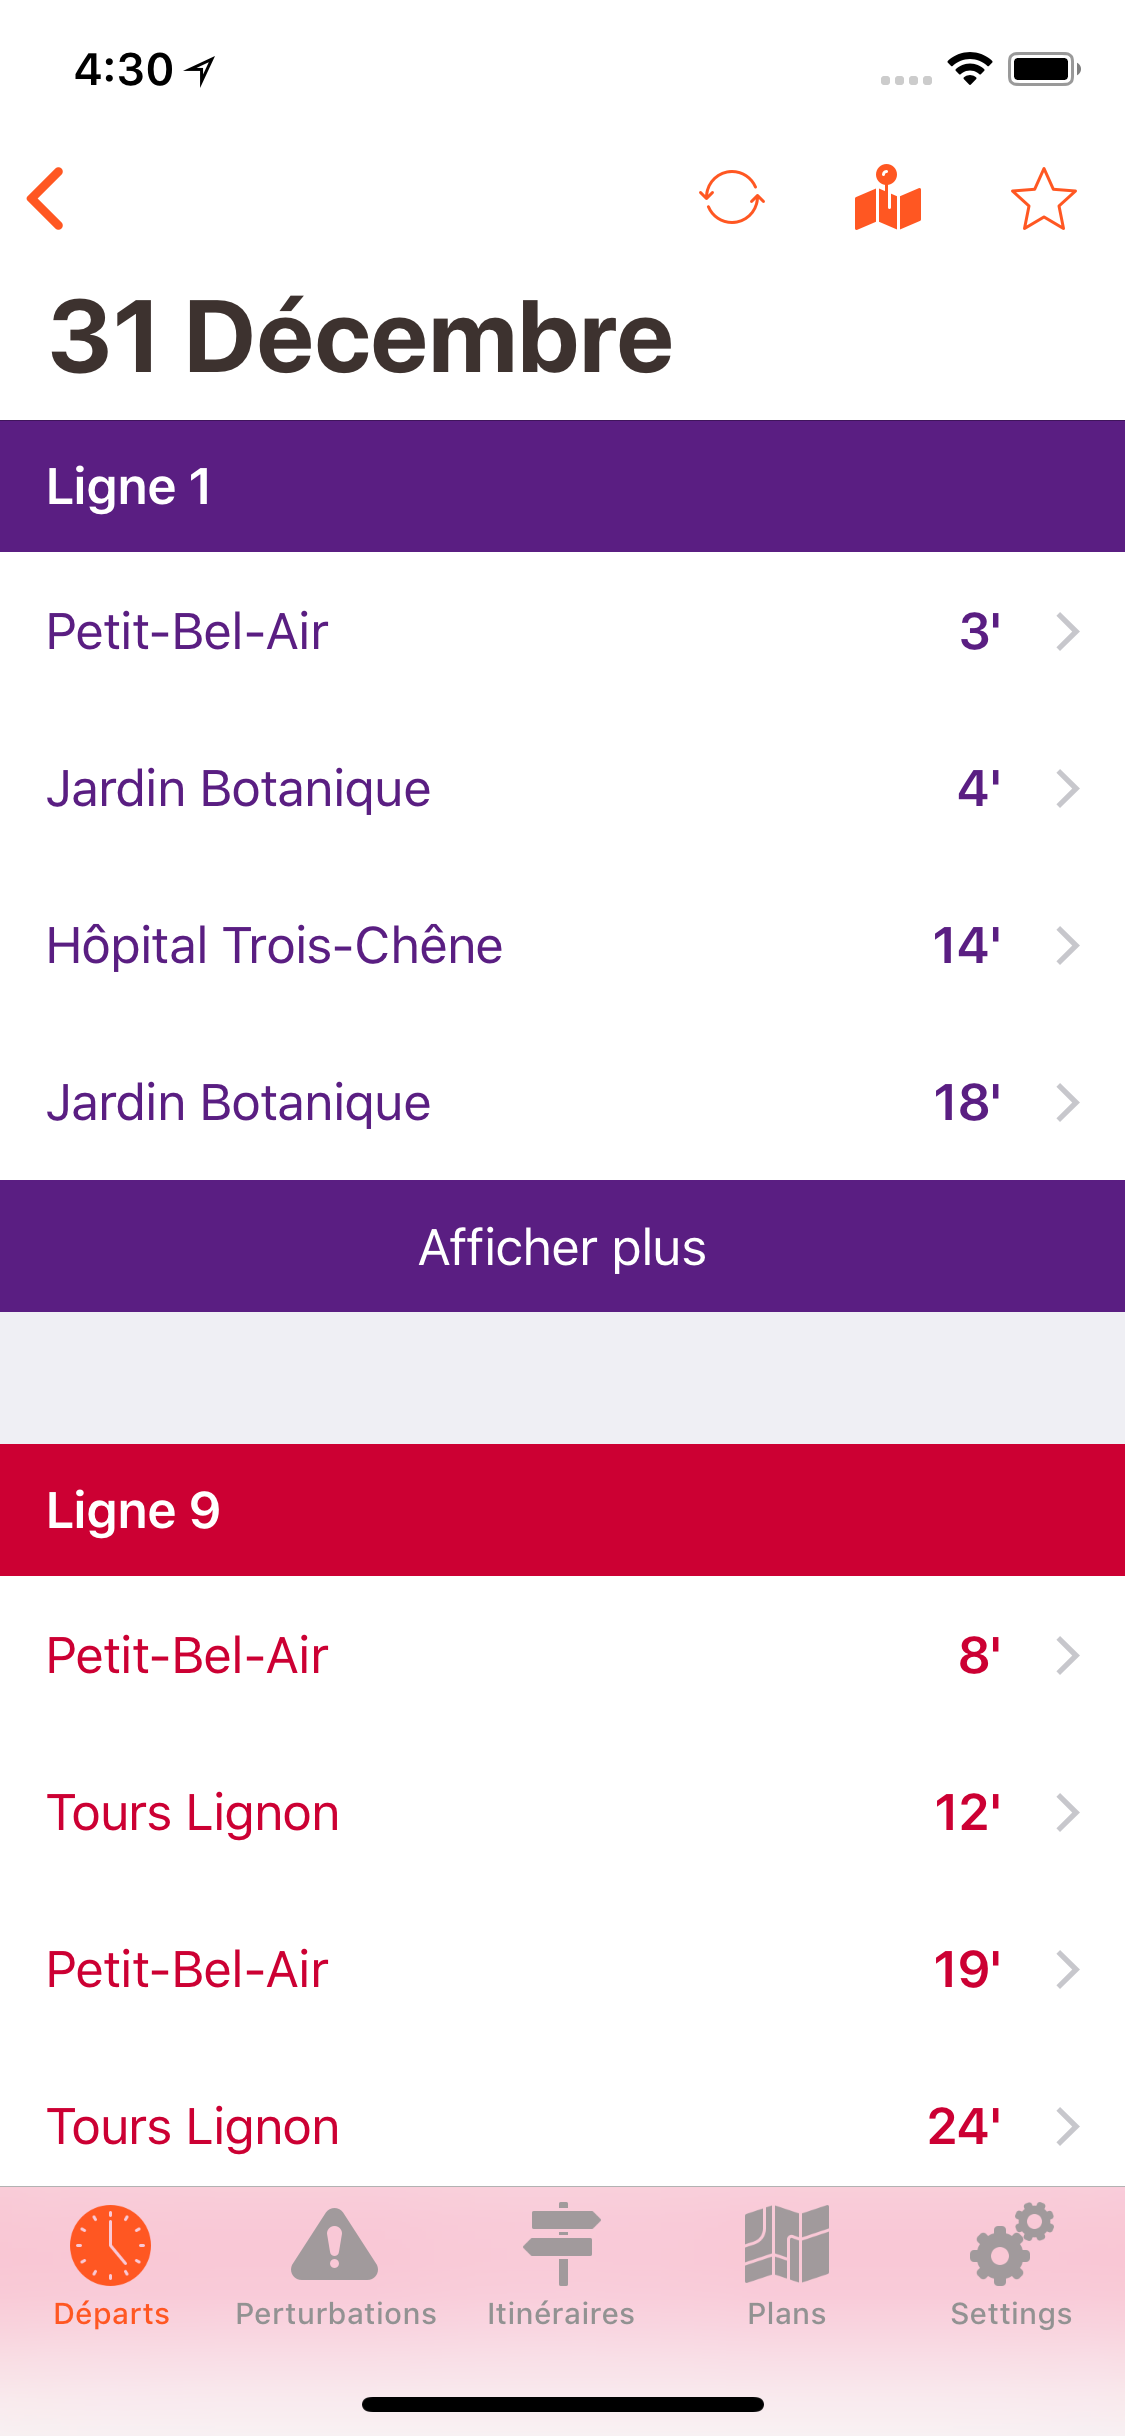 4:30
31 Décembre
Ligne 1
Petit-Bel-Air 3'
Jardin Botanique 4'
Hôpital Trois-Chêne 14'
Jardin Botanique 18'
Afficher plus
Ligne 9
Petit-Bel-Air 8'
Tours Lignon 12'
Petit-Bel-Air 19'
Tours Lignon 24'
Départs Perturbations Itinéraires Plans Settings